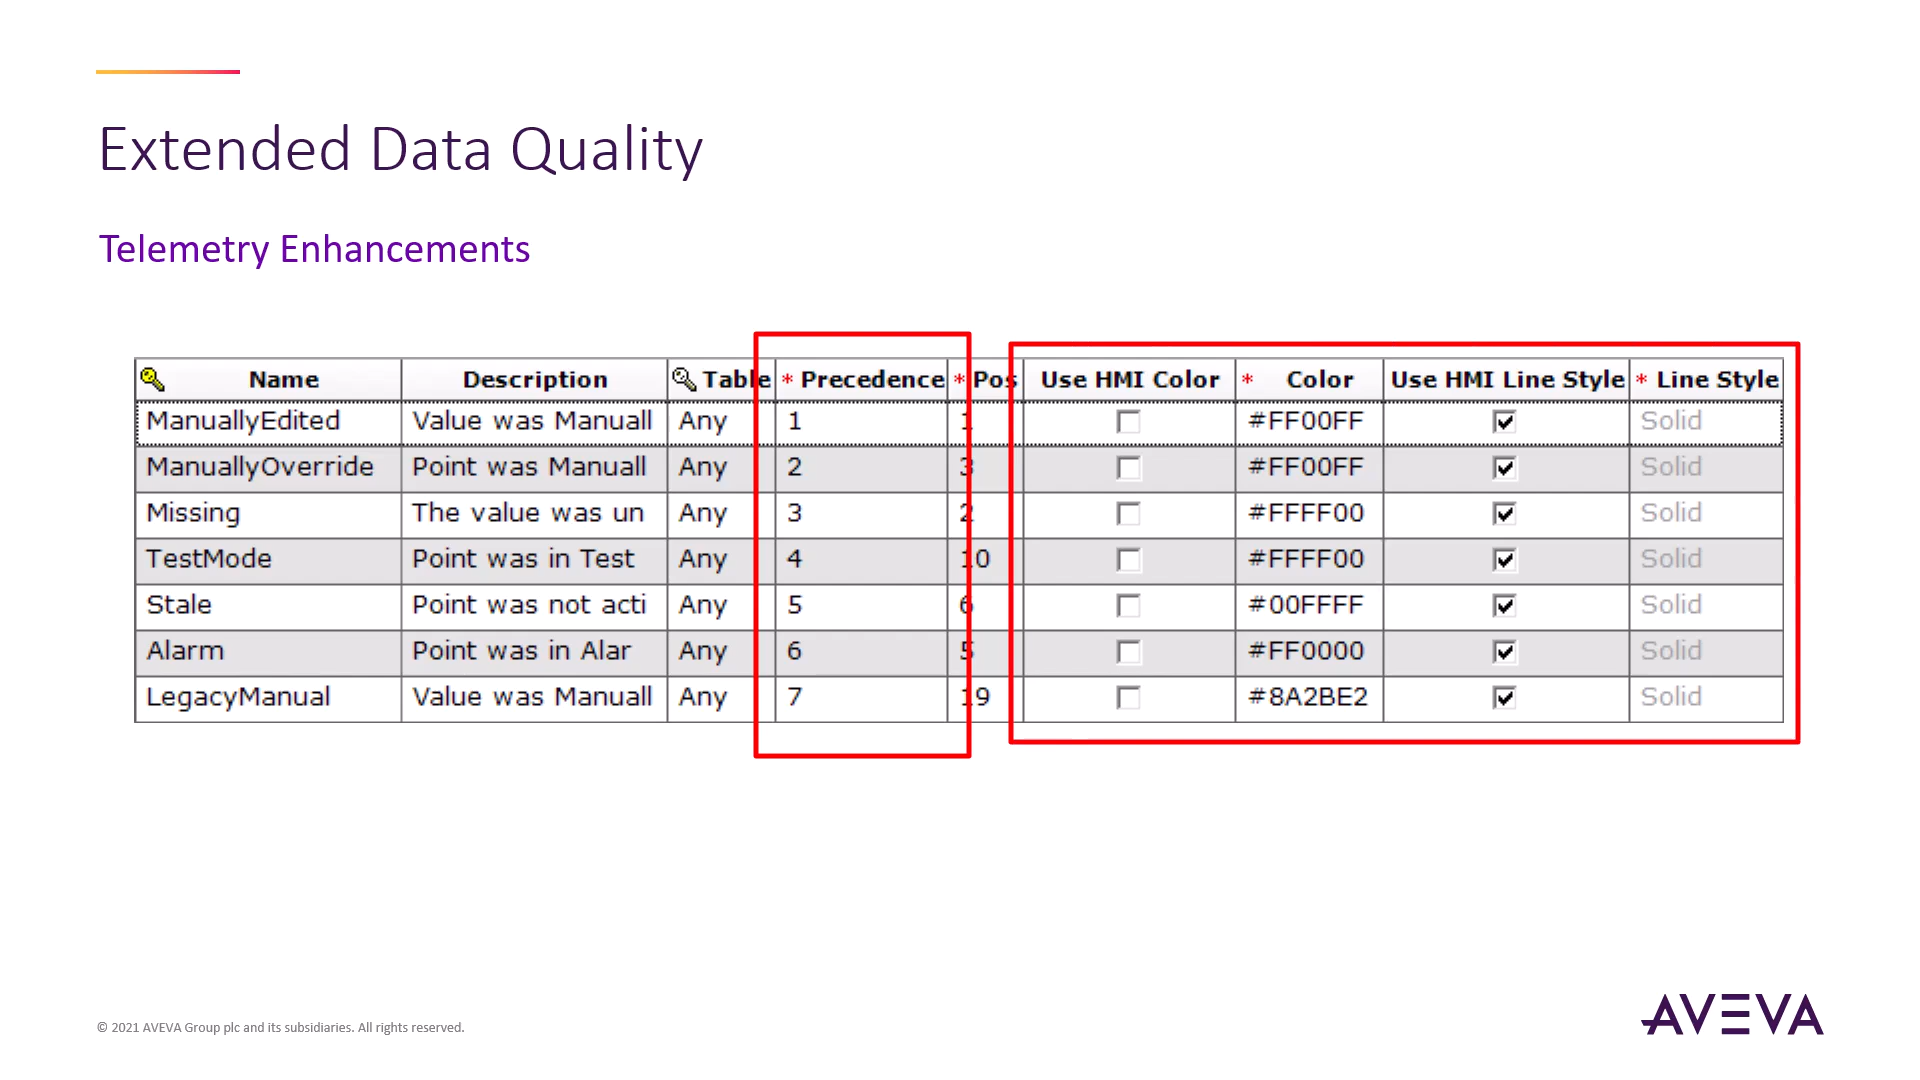 Extended Data Quality
Telemetry Enhancements
Name Description Table * Precedence * Pos Use HMI Color * Color Use HMI Line Style * Line Style
ManuallyEdited Value was Manuall Any 1 1 #FF00FF Solid
ManuallyOverride Point was Manuall Any 2 3 #FF00FF Solid
Missing The value was un Any 3 2 #FFFF00 Solid
TestMode Point was in Test Any 4 10 #FFFF00 Solid
Stale Point was not acti Any 5 6 #00FFFF Solid
Alarm Point was in Alar Any 6 5 #FF0000 Solid
LegacyManual Value was Manuall Any 7 19 #8A2BE2 Solid
© 2021 AVEVA Group plc and its subsidiaries. All rights reserved.
AVEVA